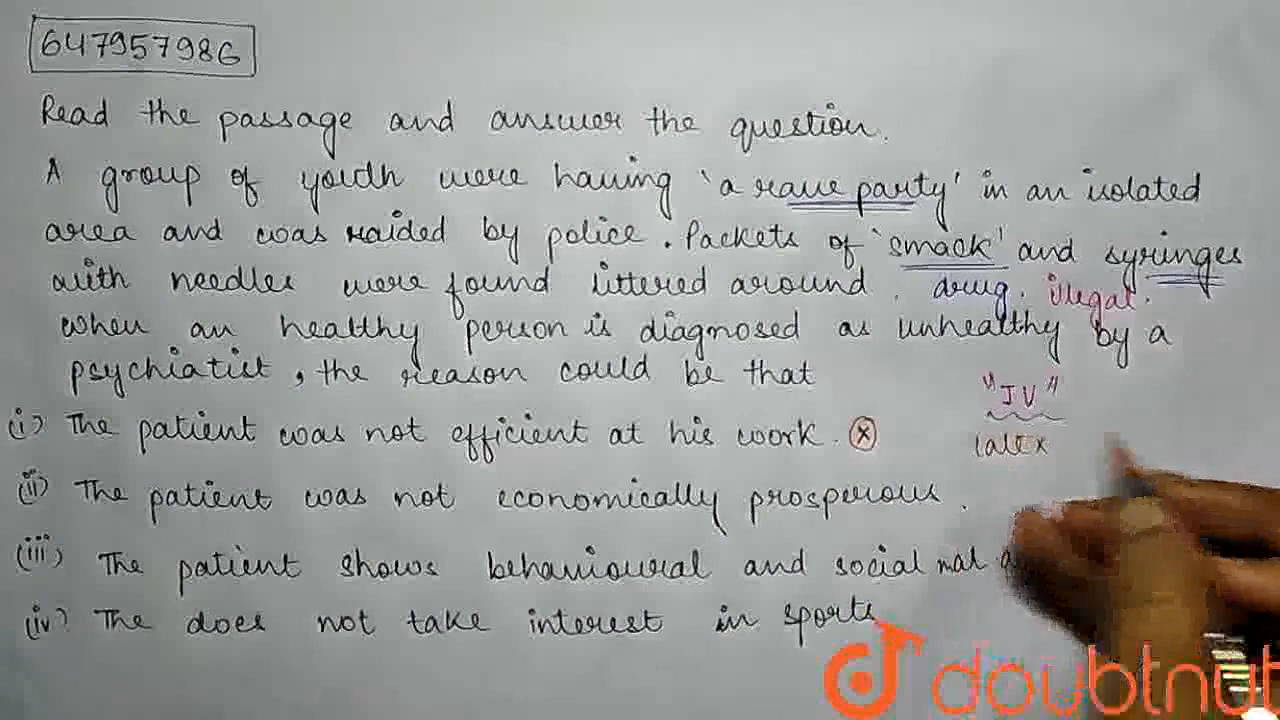 647957986
Read the passage and answer the question.
A group of youth were having 'a rave party' in an isolated
area and was raided by police. Packets of 'smack' and syringes
with needles were found littered around. drug. illegal.
when an healthy person is diagnosed as unhealthy by a
psychiatist, the reason could be that
"IV"
(i) The patient was not efficient at his work. x
latex
(ii) The patient was not economically prosperous.
(iii) The patient shows behavioural and social mal
(iv) The does not take interest in sports
doubtnut